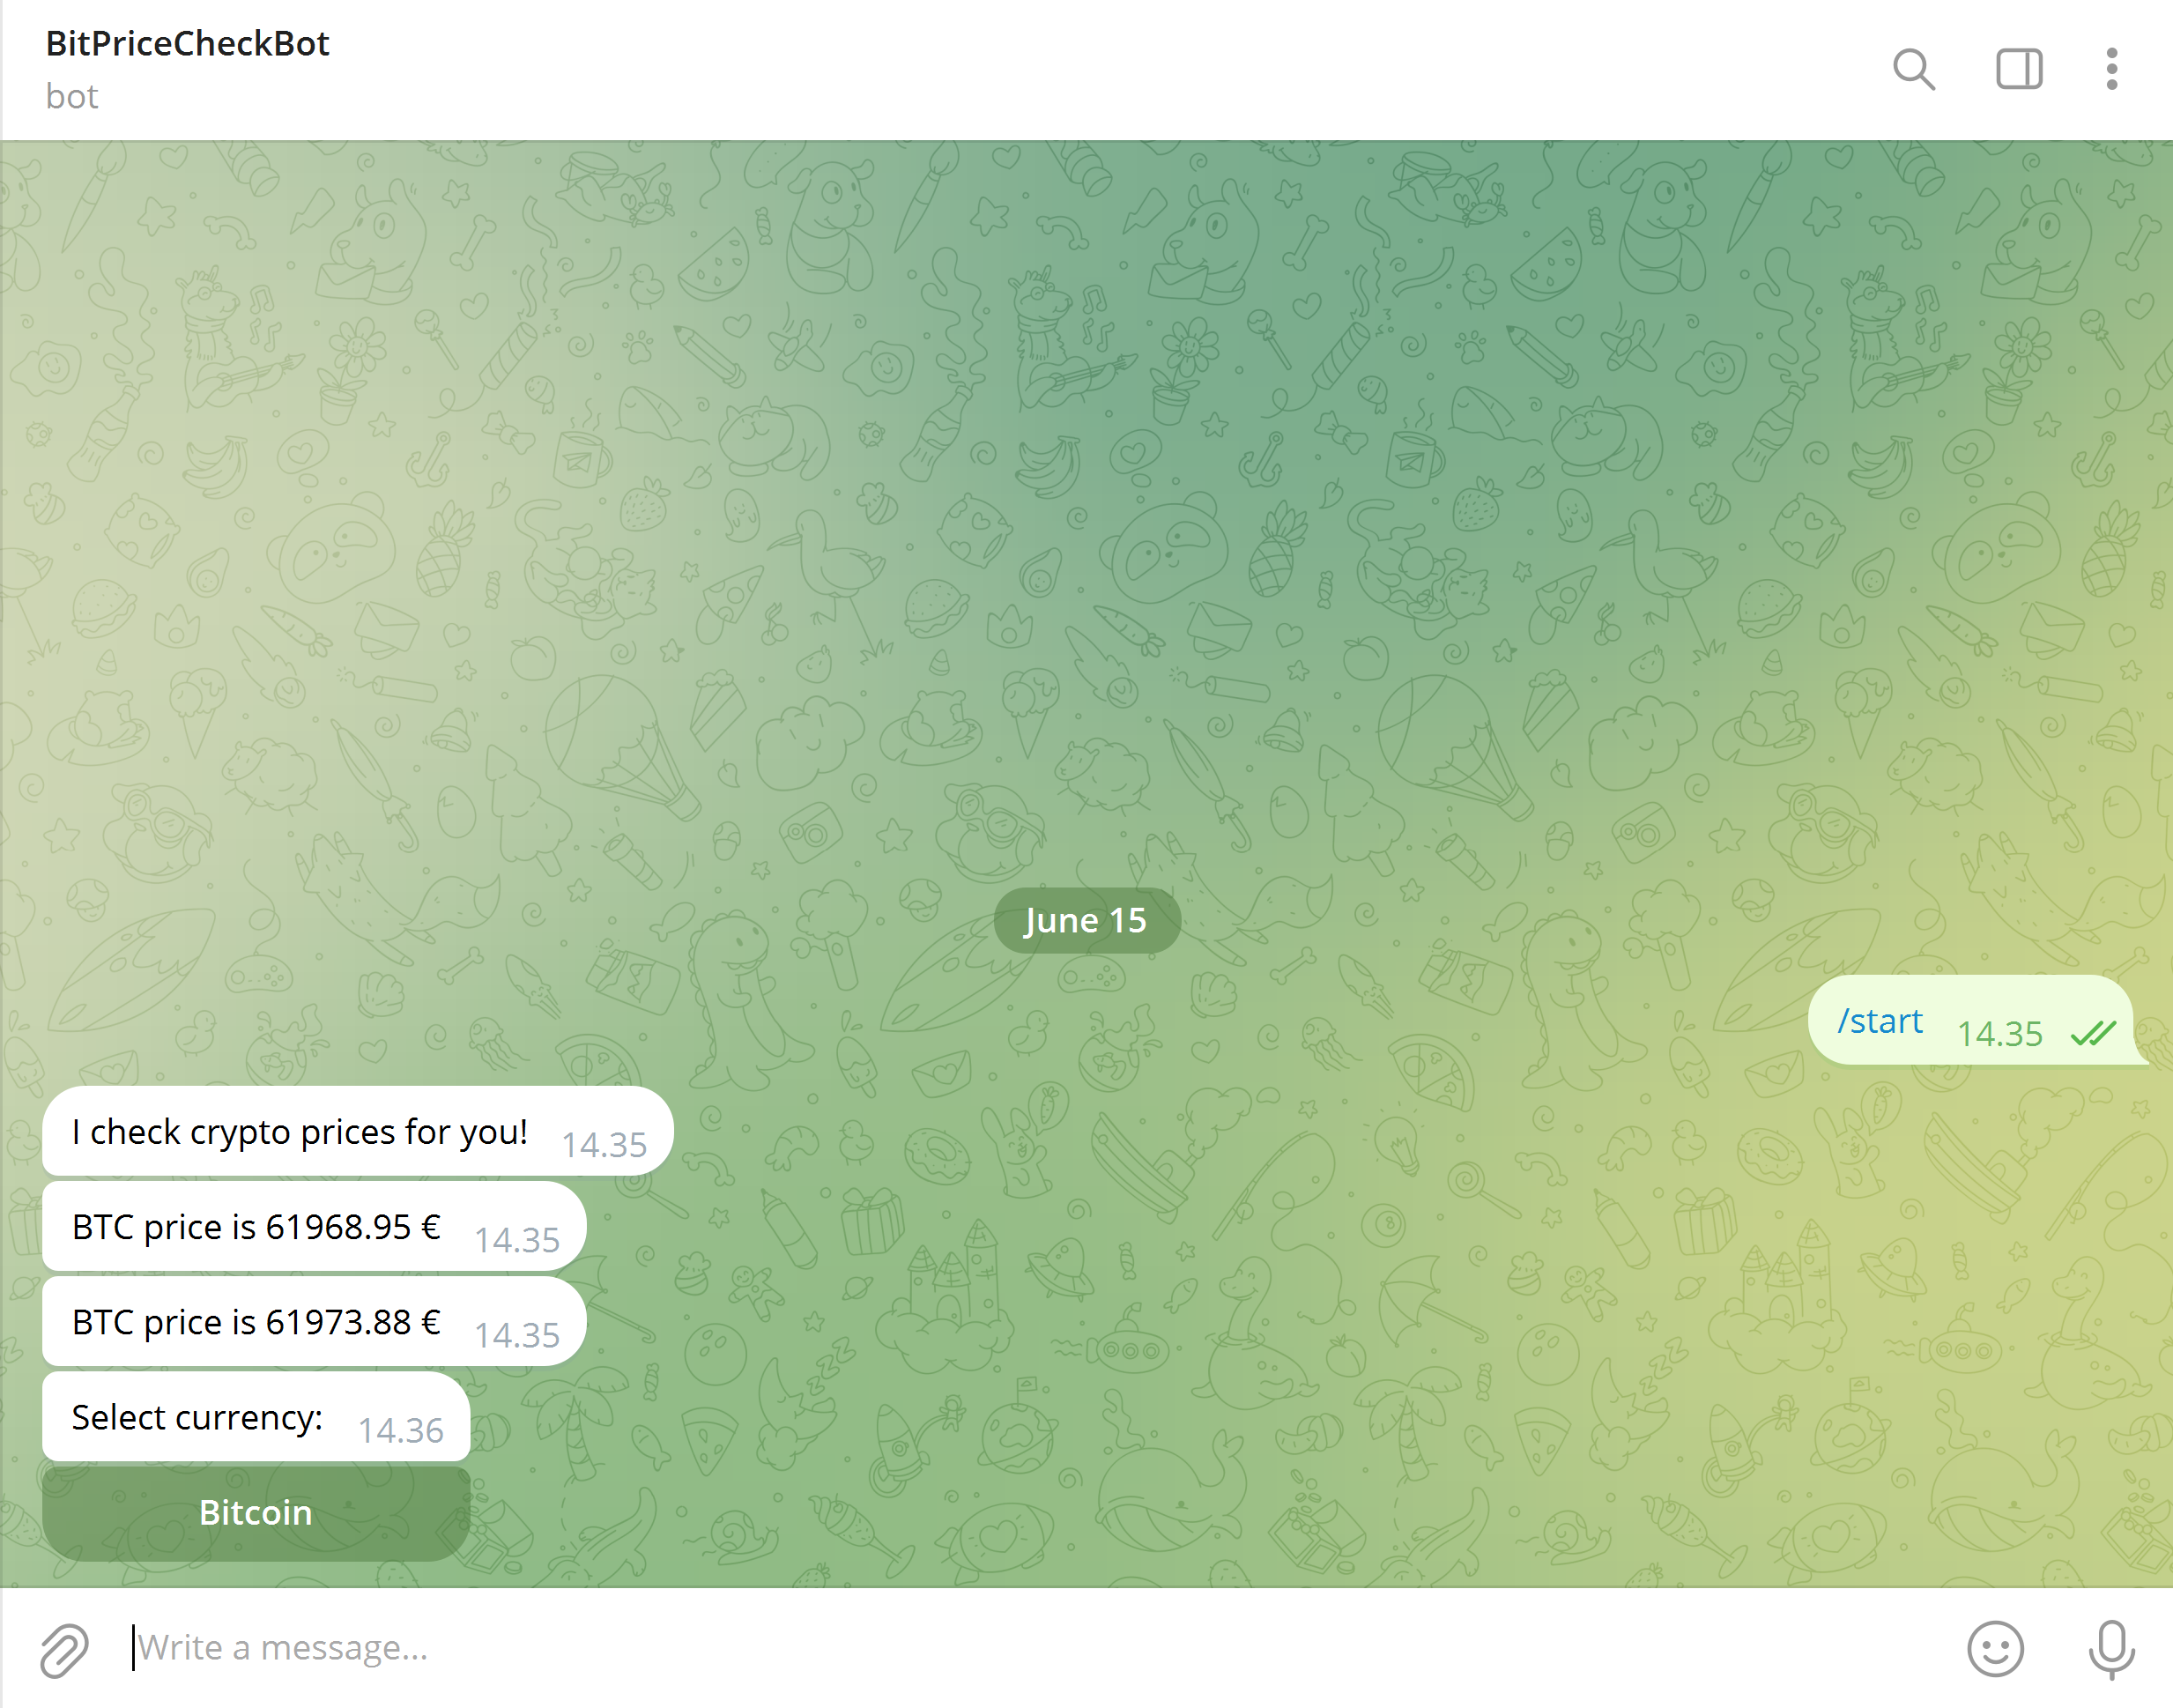 BitPriceCheckBot
bot
June 15
/start 14.35
I check crypto prices for you! 14.35
BTC price is 61968.95 € 14.35
BTC price is 61973.88 € 14.35
Select currency: 14.36
Bitcoin
Write a message...